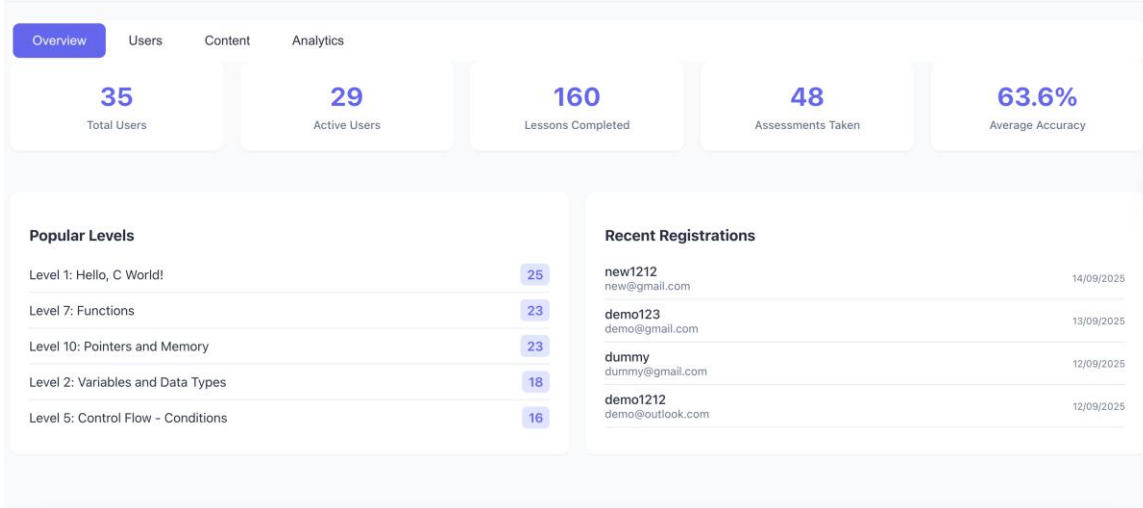 Overview Users Content Analytics
35 29 160 48 63.6%
Total Users Active Users Lessons Completed Assessments Taken Average Accuracy
Popular Levels
Level 1: Hello, C World! 25
Level 7: Functions 23
Level 10: Pointers and Memory 23
Level 2: Variables and Data Types 18
Level 5: Control Flow - Conditions 16
Recent Registrations
new1212
new@gmail.com 14/09/2025
demo123
demo@gmail.com 13/09/2025
dummy
dummy@gmail.com 12/09/2025
demo1212
demo@outlook.com 12/09/2025